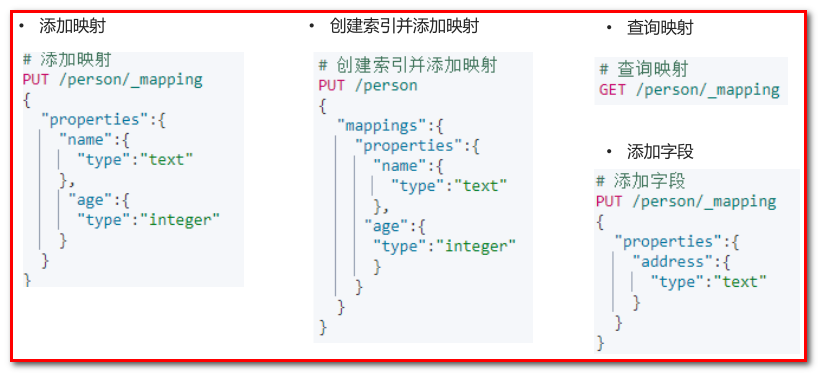 • 添加映射
# 添加映射
PUT /person/_mapping
{
  "properties":{
    "name":{
      "type":"text"
    },
     "age":{
      "type":"integer"
    }
  }
}
• 创建索引并添加映射
# 创建索引并添加映射
PUT /person
{
  "mappings":{
    "properties":{
      "name":{
        "type":"text"
      },
     "age":{
      "type":"integer"
      }
    }
  }
}
• 查询映射
# 查询映射
GET /person/_mapping
• 添加字段
# 添加字段
PUT /person/_mapping
{
  "properties":{
    "address":{
      "type":"text"
    }
  }
}